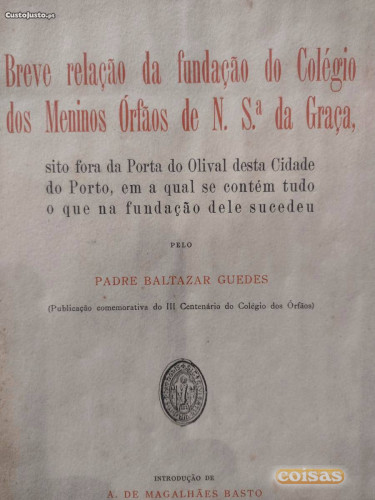 CustoJusto.pt
Breve relação da fundação do Colégio
dos Meninos Órfãos de N. S.ª da Graça,
sito fora da Porta do Olival desta Cidade
do Porto, em a qual se contém tudo
o que na fundação dele sucedeu
PELO
PADRE BALTAZAR GUEDES
(Publicação comemorativa do III Centenário do Colégio dos Órfãos)
coisas
INTRODUÇÃO DE
A. DE MAGALHÃES BASTO